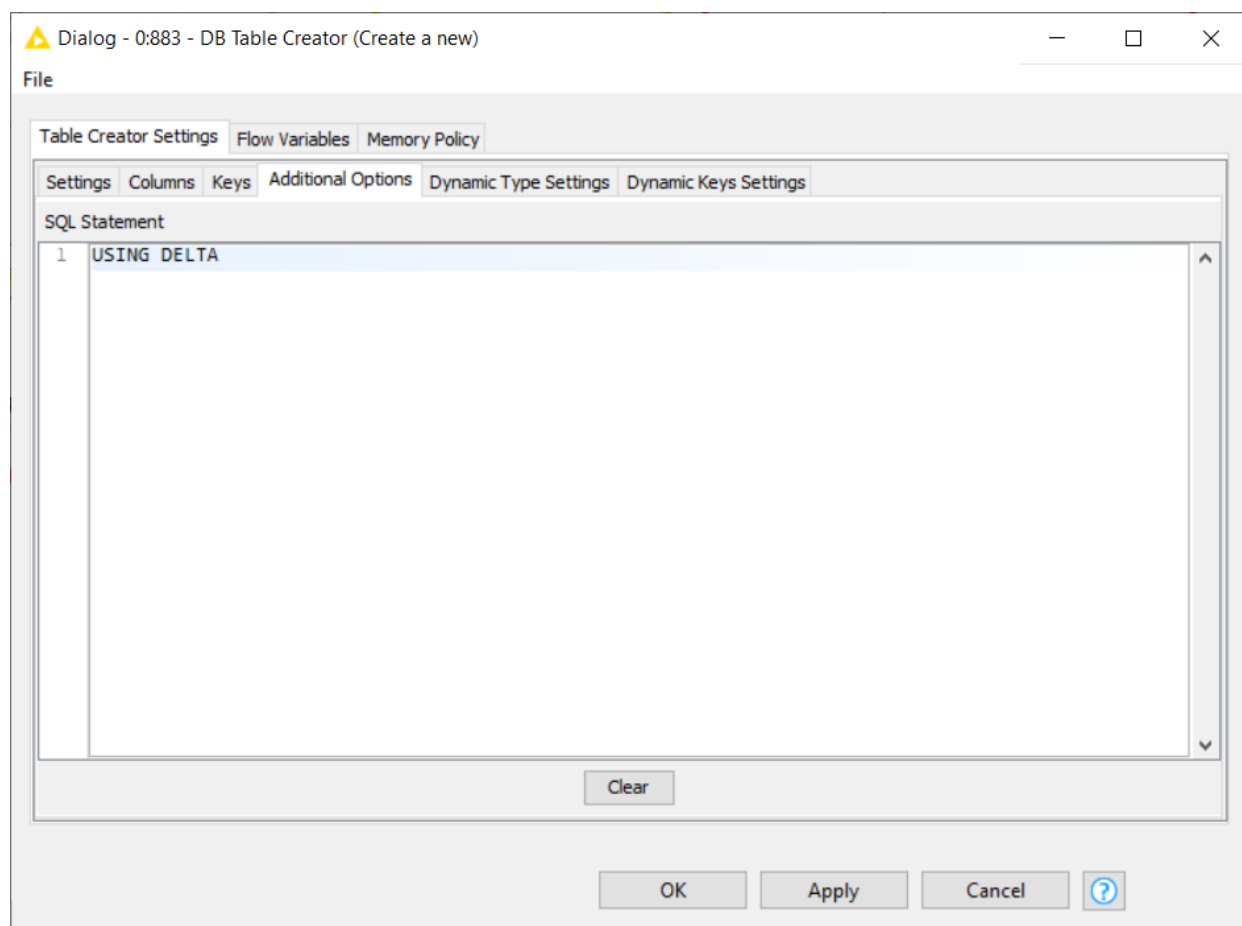 Dialog - 0:883 - DB Table Creator (Create a new)
File
Table Creator Settings Flow Variables Memory Policy
Settings Columns Keys Additional Options Dynamic Type Settings Dynamic Keys Settings
SQL Statement
1 USING DELTA
Clear
OK Apply Cancel ?